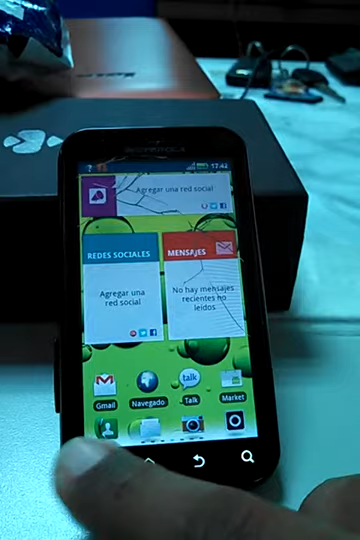 MOTOROLA
17:42
Agregar una red social
REDES SOCIALES
MENSAJES
Agregar una
red social
No hay mensajes
recientes no
leídos
talk
Gmail
Navegado
Talk
Market